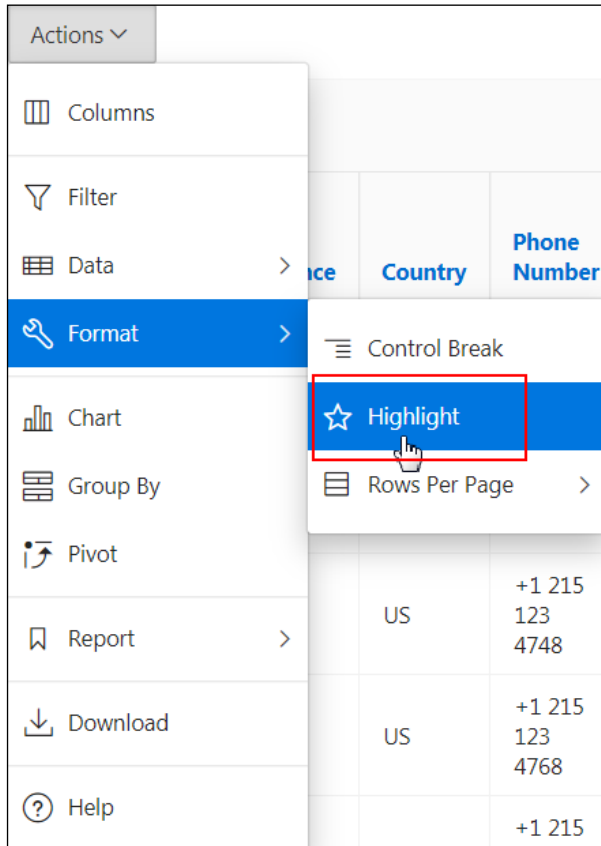 Actions
Columns
Filter
Data
Format
Chart
Group By
Pivot
Report
Download
Help
Control Break
Highlight
Rows Per Page
nce
Country
Phone
Number
US
+1 215
123
4748
US
+1 215
123
4768
+1 215